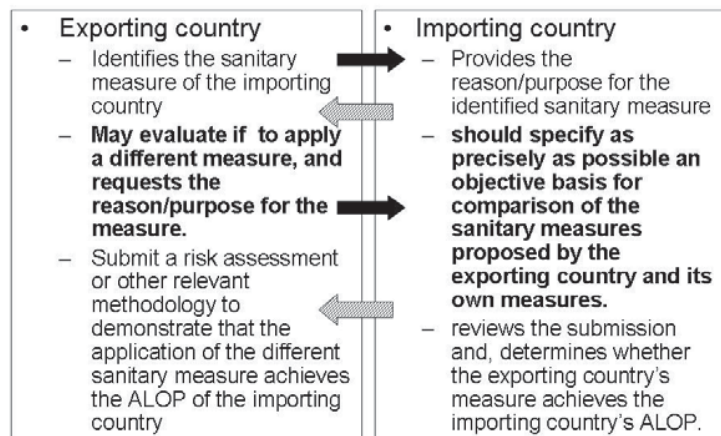 • Exporting country
– Identifies the sanitary
measure of the importing
country
– May evaluate if to apply
a different measure, and
requests the
reason/purpose for the
measure.
– Submit a risk assessment
or other relevant
methodology to
demonstrate that the
application of the different
sanitary measure achieves
the ALOP of the importing
country
• Importing country
– Provides the
reason/purpose for the
identified sanitary measure
– should specify as
precisely as possible an
objective basis for
comparison of the
sanitary measures
proposed by the
exporting country and its
own measures.
– reviews the submission
and, determines whether
the exporting country's
measure achieves the
importing country's ALOP.